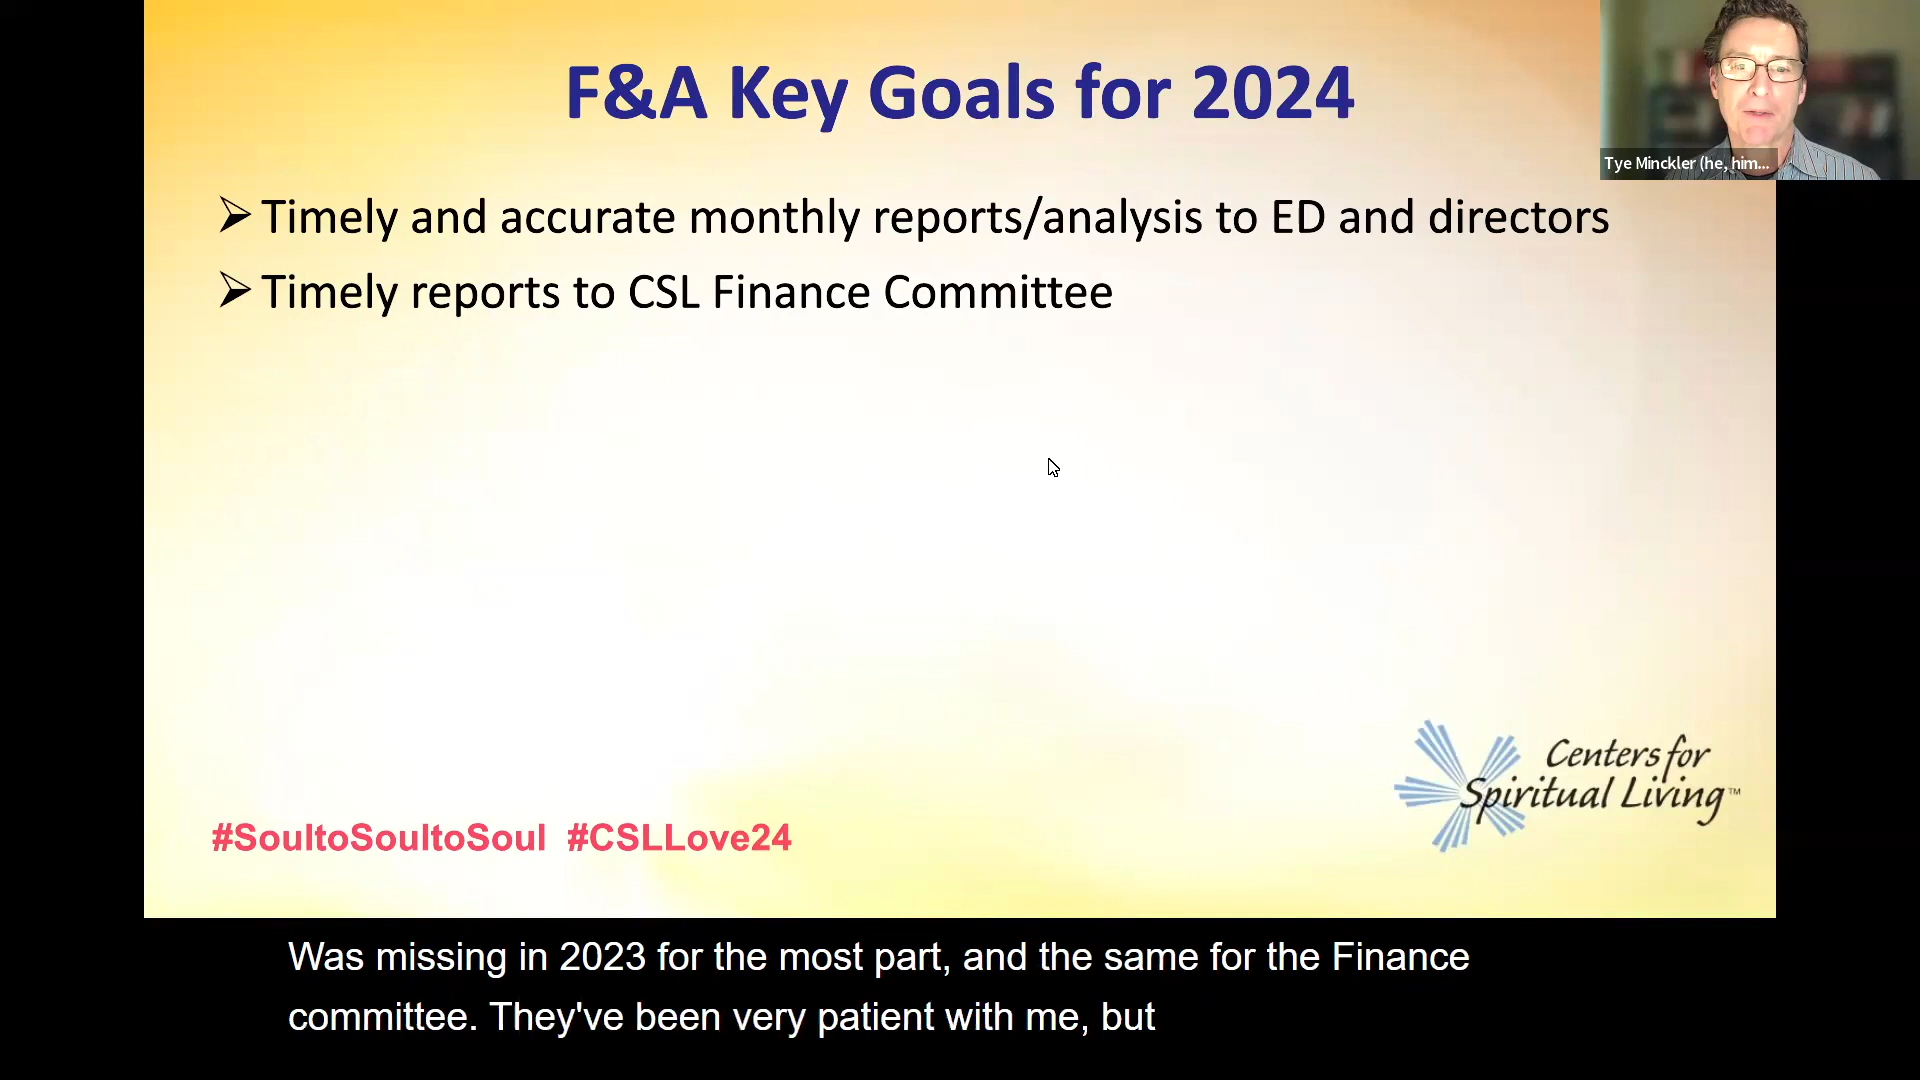 F&A Key Goals for 2024
Tye Minckler (he, him...
➢ Timely and accurate monthly reports/analysis to ED and directors
➢ Timely reports to CSL Finance Committee
Centers for
Spiritual Living™
#SoultoSoultoSoul #CSLLove24
Was missing in 2023 for the most part, and the same for the Finance
committee. They've been very patient with me, but